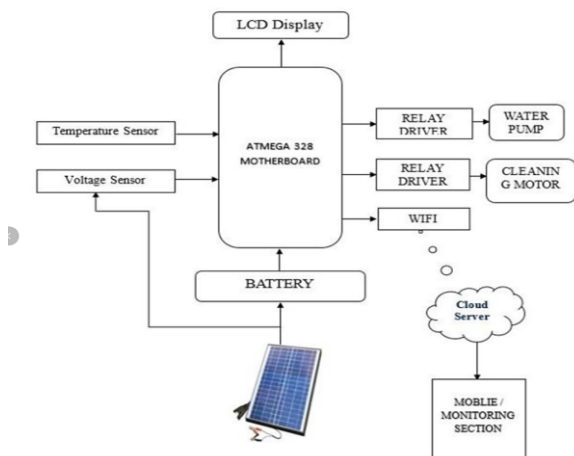 LCD Display
Temperature Sensor
Voltage Sensor
ATMEGA 328
MOTHERBOARD
RELAY
DRIVER
WATER
PUMP
RELAY
DRIVER
CLEANIN
G MOTOR
WIFI
BATTERY
Cloud
Server
MOBLIE /
MONITORING
SECTION